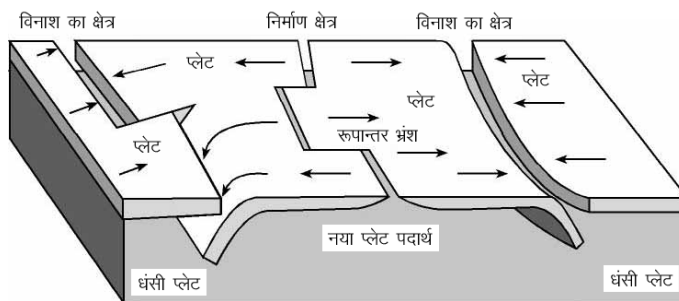 विनाश का क्षेत्र
निर्माण क्षेत्र
विनाश का क्षेत्र
प्लेट
प्लेट
प्लेट
रूपान्तर भ्रंश
प्लेट
नया प्लेट पदार्थ
धंसी प्लेट
धंसी प्लेट